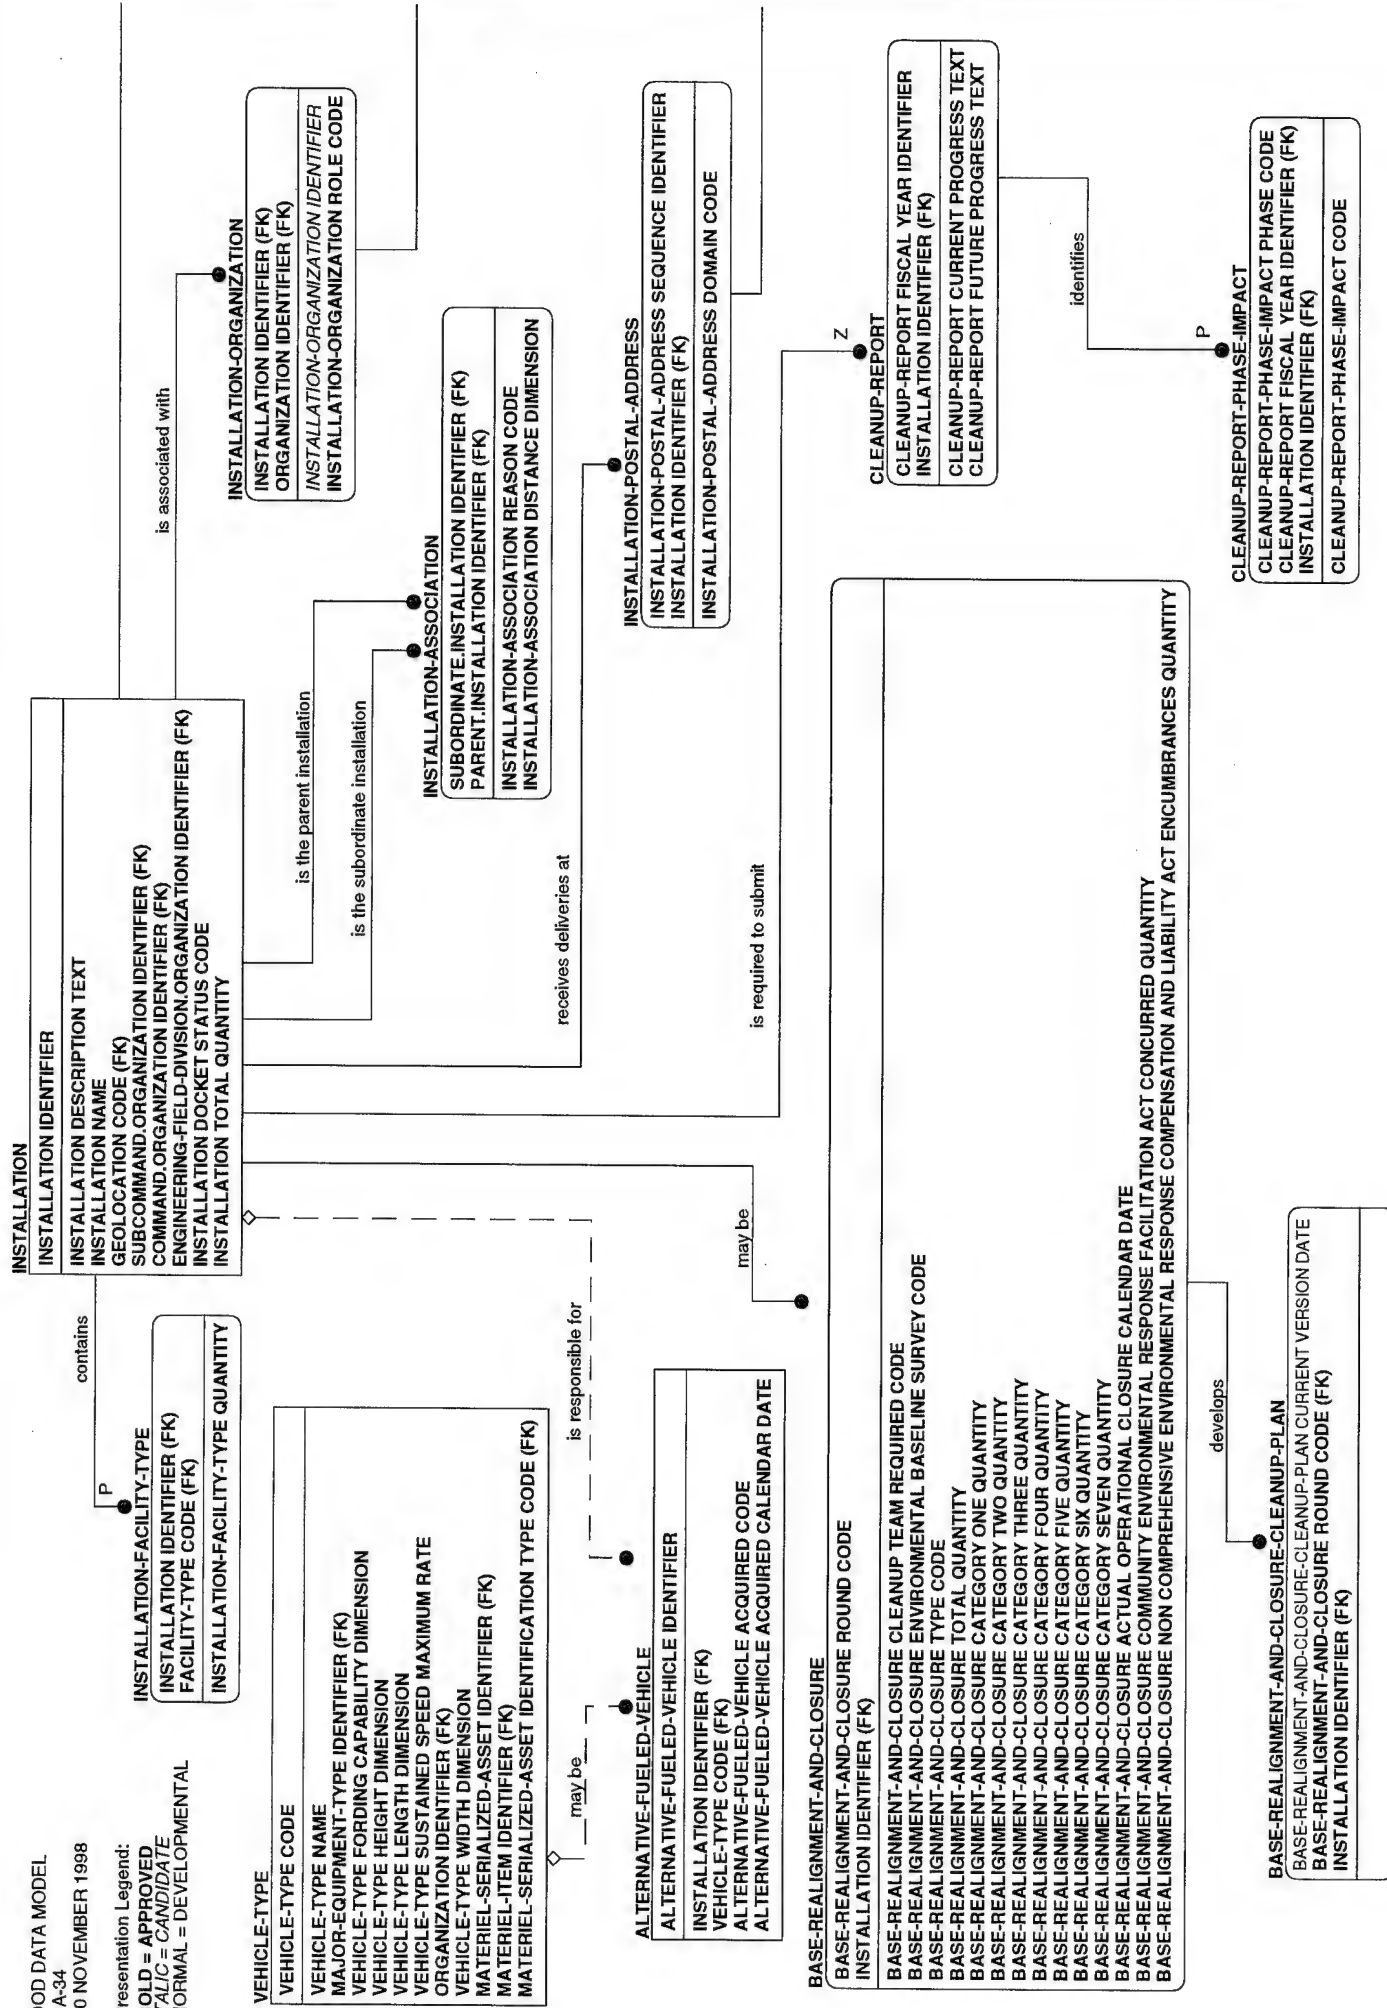 OD DATA MODEL
A-34
0 NOVEMBER 1998
resentation Legend:
OLD = APPROVED
TALIC = CANDIDATE
ORMAL = DEVELOPMENTAL
INSTALLATION
INSTALLATION IDENTIFIER
INSTALLATION DESCRIPTION TEXT
INSTALLATION NAME
GEOLOCATION CODE (FK)
SUBCOMMAND.ORGANIZATION IDENTIFIER (FK)
COMMAND.ORGANIZATION IDENTIFIER (FK)
ENGINEERING-FIELD-DIVISION.ORGANIZATION IDENTIFIER (FK)
INSTALLATION DOCKET STATUS CODE
INSTALLATION TOTAL QUANTITY
contains
P
INSTALLATION-FACILITY-TYPE
INSTALLATION IDENTIFIER (FK)
FACILITY-TYPE CODE (FK)
INSTALLATION-FACILITY-TYPE QUANTITY
is associated with
INSTALLATION-ORGANIZATION
INSTALLATION IDENTIFIER (FK)
ORGANIZATION IDENTIFIER (FK)
INSTALLATION-ORGANIZATION IDENTIFIER
INSTALLATION-ORGANIZATION ROLE CODE
is the parent installation
is the subordinate installation
INSTALLATION-ASSOCIATION
SUBORDINATE.INSTALLATION IDENTIFIER (FK)
PARENT.INSTALLATION IDENTIFIER (FK)
INSTALLATION-ASSOCIATION REASON CODE
INSTALLATION-ASSOCIATION DISTANCE DIMENSION
VEHICLE-TYPE
VEHICLE-TYPE CODE
VEHICLE-TYPE NAME
MAJOR-EQUIPMENT-TYPE IDENTIFIER (FK)
VEHICLE-TYPE FORDING CAPABILITY DIMENSION
VEHICLE-TYPE HEIGHT DIMENSION
VEHICLE-TYPE LENGTH DIMENSION
VEHICLE-TYPE SUSTAINED SPEED MAXIMUM RATE
ORGANIZATION IDENTIFIER (FK)
VEHICLE-TYPE WIDTH DIMENSION
MATERIEL-SERIALIZED-ASSET IDENTIFIER (FK)
MATERIEL-ITEM IDENTIFIER (FK)
MATERIEL-SERIALIZED-ASSET IDENTIFICATION TYPE CODE (FK)
may be
is responsible for
receives deliveries at
INSTALLATION-POSTAL-ADDRESS
INSTALLATION-POSTAL-ADDRESS SEQUENCE IDENTIFIER
INSTALLATION IDENTIFIER (FK)
INSTALLATION-POSTAL-ADDRESS DOMAIN CODE
ALTERNATIVE-FUELED-VEHICLE
ALTERNATIVE-FUELED-VEHICLE IDENTIFIER
INSTALLATION IDENTIFIER (FK)
VEHICLE-TYPE CODE (FK)
ALTERNATIVE-FUELED-VEHICLE ACQUIRED CODE
ALTERNATIVE-FUELED-VEHICLE ACQUIRED CALENDAR DATE
may be
is required to submit
Z
CLEANUP-REPORT
CLEANUP-REPORT FISCAL YEAR IDENTIFIER
INSTALLATION IDENTIFIER (FK)
CLEANUP-REPORT CURRENT PROGRESS TEXT
CLEANUP-REPORT FUTURE PROGRESS TEXT
identifies
P
CLEANUP-REPORT-PHASE-IMPACT
CLEANUP-REPORT-PHASE-IMPACT PHASE CODE
CLEANUP-REPORT FISCAL YEAR IDENTIFIER (FK)
INSTALLATION IDENTIFIER (FK)
CLEANUP-REPORT-PHASE-IMPACT CODE
BASE-REALIGNMENT-AND-CLOSURE
BASE-REALIGNMENT-AND-CLOSURE ROUND CODE
INSTALLATION IDENTIFIER (FK)
BASE-REALIGNMENT-AND-CLOSURE CLEANUP TEAM REQUIRED CODE
BASE-REALIGNMENT-AND-CLOSURE ENVIRONMENTAL BASELINE SURVEY CODE
BASE-REALIGNMENT-AND-CLOSURE TYPE CODE
BASE-REALIGNMENT-AND-CLOSURE TOTAL QUANTITY
BASE-REALIGNMENT-AND-CLOSURE CATEGORY ONE QUANTITY
BASE-REALIGNMENT-AND-CLOSURE CATEGORY TWO QUANTITY
BASE-REALIGNMENT-AND-CLOSURE CATEGORY THREE QUANTITY
BASE-REALIGNMENT-AND-CLOSURE CATEGORY FOUR QUANTITY
BASE-REALIGNMENT-AND-CLOSURE CATEGORY FIVE QUANTITY
BASE-REALIGNMENT-AND-CLOSURE CATEGORY SIX QUANTITY
BASE-REALIGNMENT-AND-CLOSURE CATEGORY SEVEN QUANTITY
BASE-REALIGNMENT-AND-CLOSURE ACTUAL OPERATIONAL CLOSURE CALENDAR DATE
BASE-REALIGNMENT-AND-CLOSURE COMMUNITY ENVIRONMENTAL RESPONSE FACILITATION ACT CONCURRED QUANTITY
BASE-REALIGNMENT-AND-CLOSURE NON COMPREHENSIVE ENVIRONMENTAL RESPONSE COMPENSATION AND LIABILITY ACT ENCUMBRANCES QUANTITY
develops
BASE-REALIGNMENT-AND-CLOSURE-CLEANUP-PLAN
BASE-REALIGNMENT-AND-CLOSURE-CLEANUP-PLAN CURRENT VERSION DATE
BASE-REALIGNMENT-AND-CLOSURE ROUND CODE (FK)
INSTALLATION IDENTIFIER (FK)